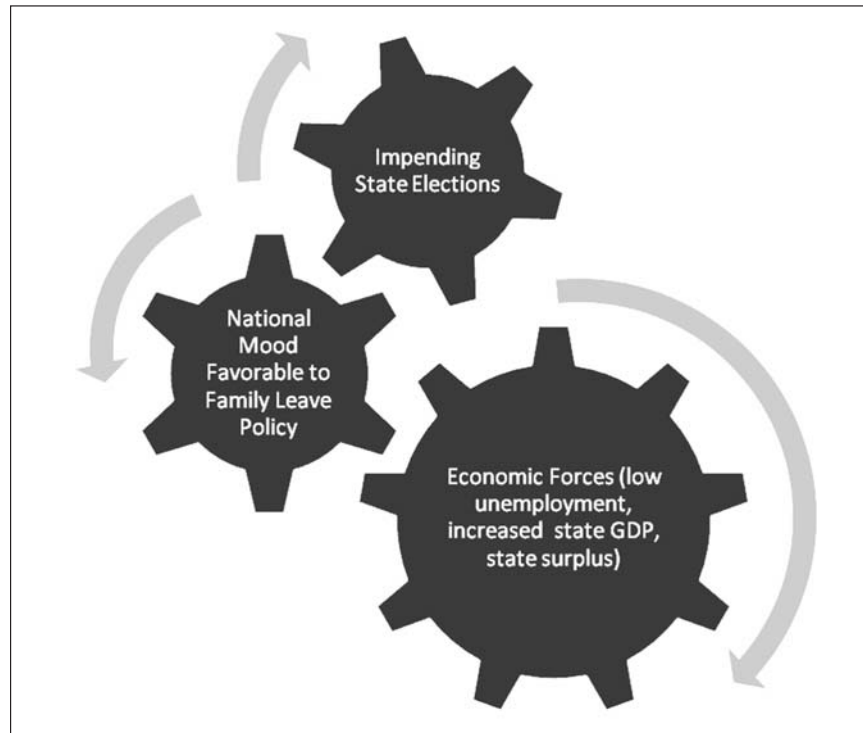 Impending
State Elections
National
Mood
Favorable to
Family Leave
Policy
Economic Forces (low
unemployment,
increased state GDP,
state surplus)